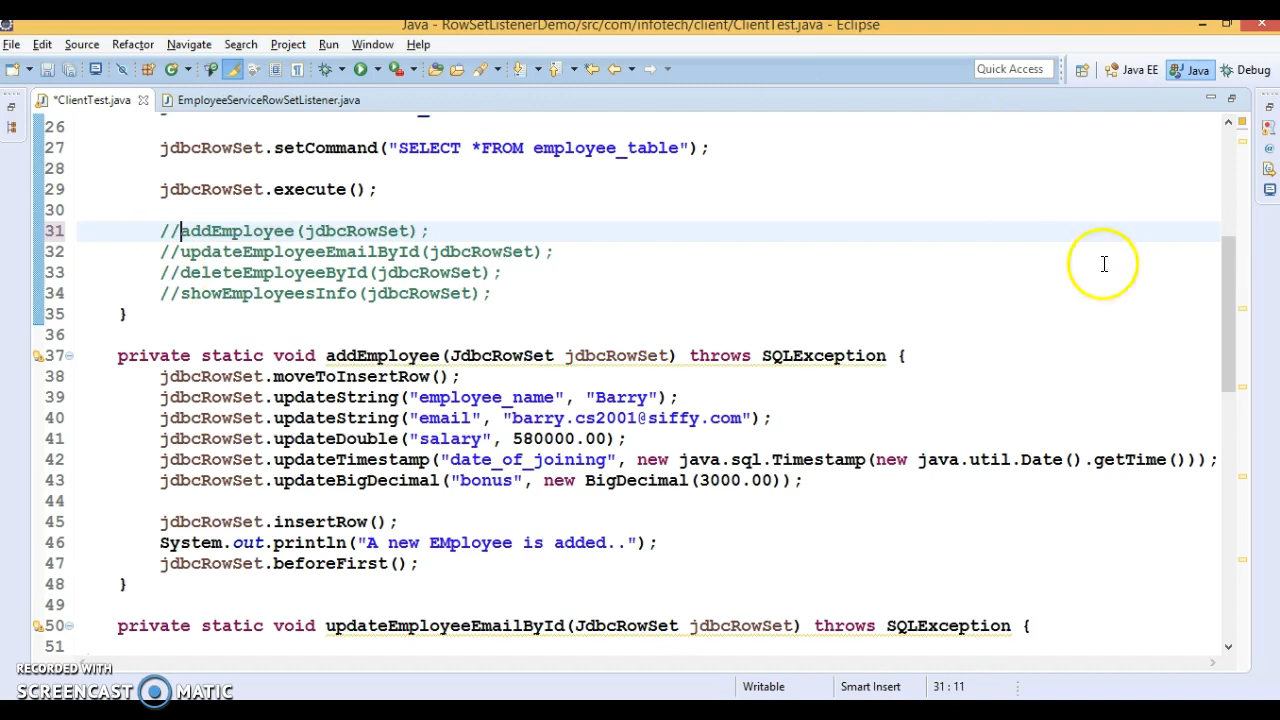 Java - RowSetListenerDemo/src/com/infotech/client/ClientTest.java - Eclipse
File Edit Source Refactor Navigate Search Project Run Window Help
Quick Access Java EE Java Debug
*ClientTest.java EmployeeServiceRowSetListener.java
26
27 jdbcRowSet.setCommand("SELECT *FROM employee_table");
28
29 jdbcRowSet.execute();
30
31 //addEmployee(jdbcRowSet);
32 //updateEmployeeEmailById(jdbcRowSet);
33 //deleteEmployeeById(jdbcRowSet);
34 //showEmployeesInfo(jdbcRowSet);
35 }
36
37 private static void addEmployee(JdbcRowSet jdbcRowSet) throws SQLException {
38 jdbcRowSet.moveToInsertRow();
39 jdbcRowSet.updateString("employee_name", "Barry");
40 jdbcRowSet.updateString("email", "barry.cs2001@siffy.com");
41 jdbcRowSet.updateDouble("salary", 580000.00);
42 jdbcRowSet.updateTimestamp("date_of_joining", new java.sql.Timestamp(new java.util.Date().getTime()));
43 jdbcRowSet.updateBigDecimal("bonus", new BigDecimal(3000.00));
44
45 jdbcRowSet.insertRow();
46 System.out.println("A new EMployee is added..");
47 jdbcRowSet.beforeFirst();
48 }
49
50 private static void updateEmployeeEmailById(JdbcRowSet jdbcRowSet) throws SQLException {
51
RECORDED WITH
SCREENCAST MATIC
Writable Smart Insert 31 : 11